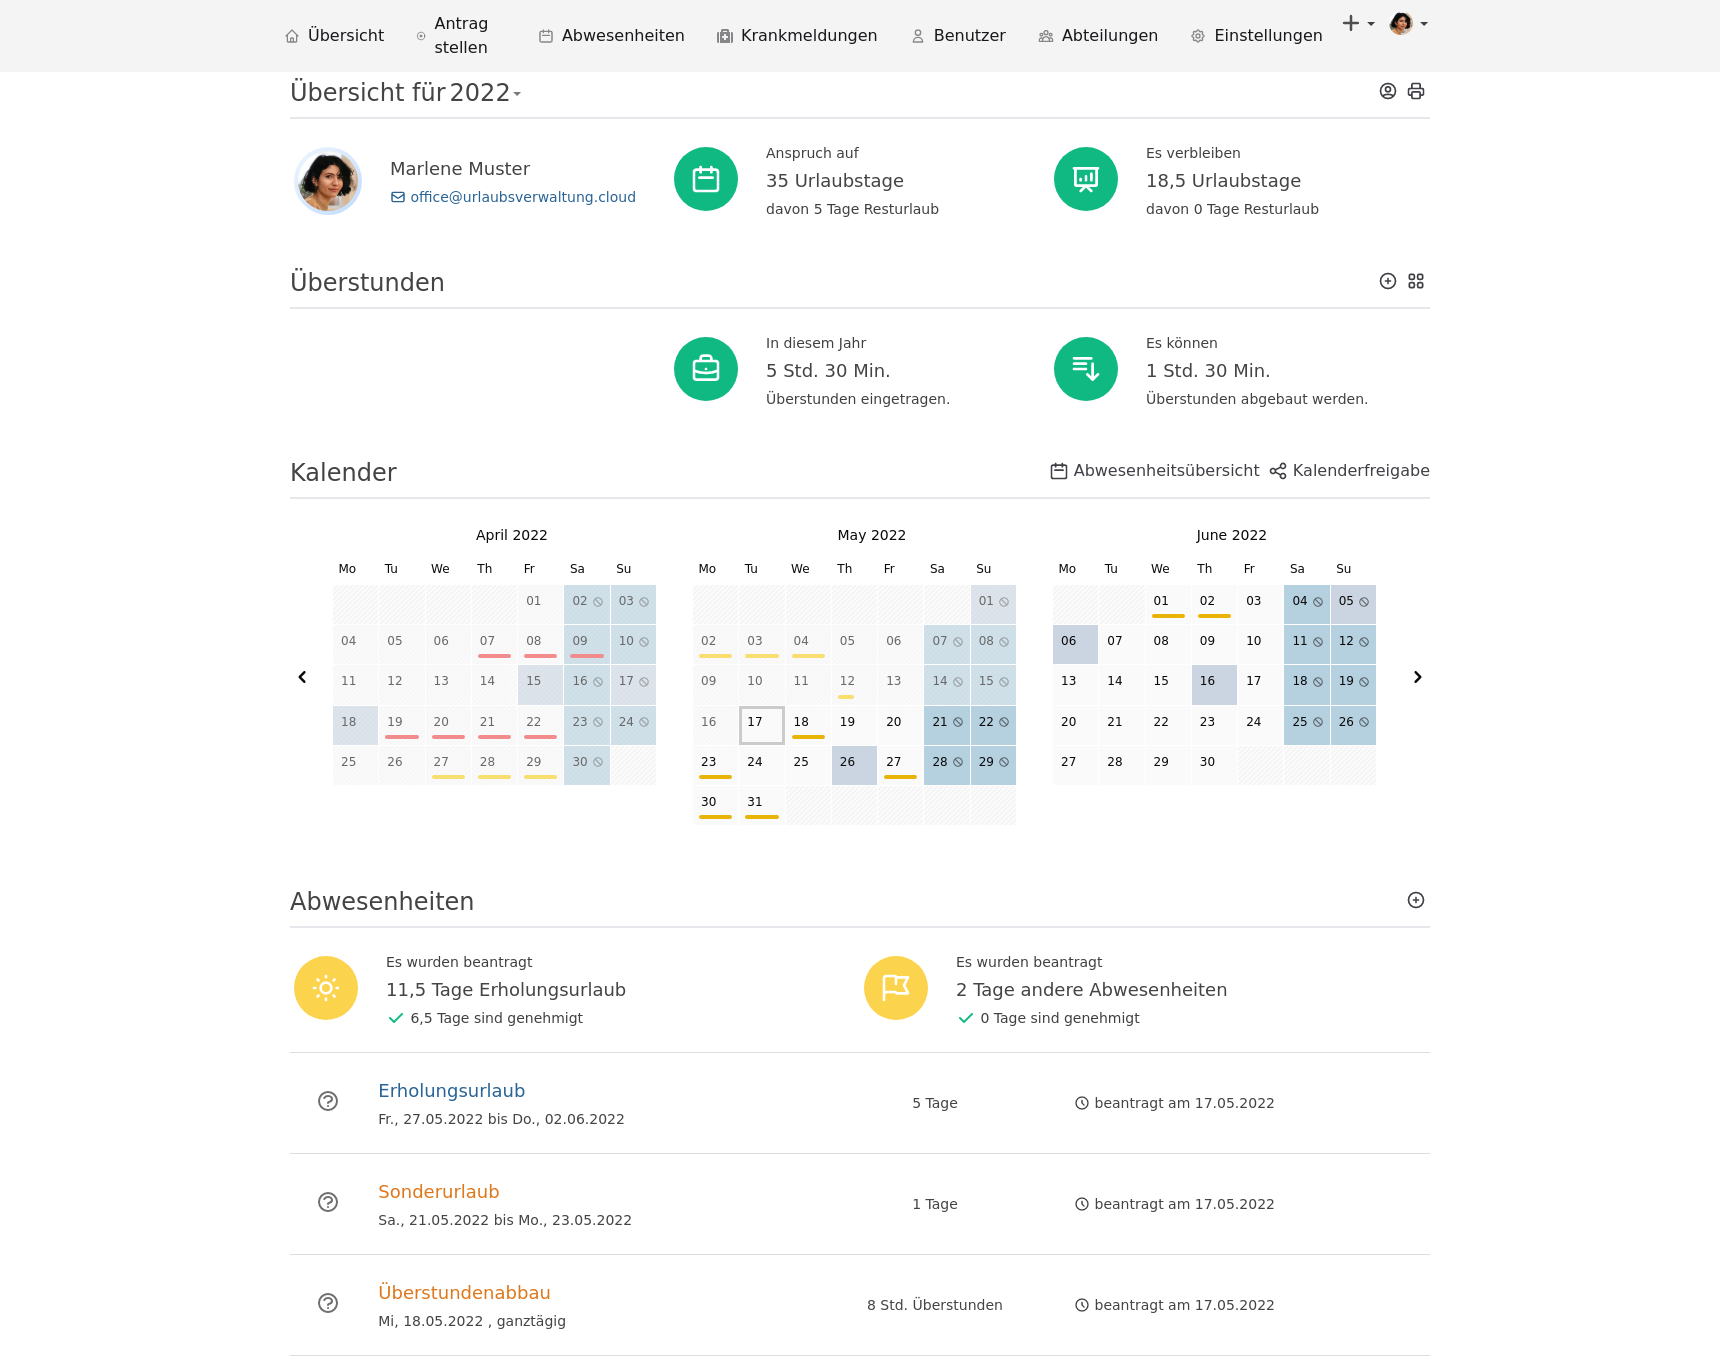 Übersicht
Antrag
stellen
Abwesenheiten
Krankmeldungen
Benutzer
Abteilungen
Einstellungen
Übersicht für 2022
Marlene Muster
office@urlaubsverwaltung.cloud
Anspruch auf
35 Urlaubstage
davon 5 Tage Resturlaub
Es verbleiben
18,5 Urlaubstage
davon 0 Tage Resturlaub
Überstunden
In diesem Jahr
5 Std. 30 Min.
Überstunden eingetragen.
Es können
1 Std. 30 Min.
Überstunden abgebaut werden.
Kalender
Abwesenheitsübersicht
Kalenderfreigabe
April 2022
Mo Tu We Th Fr Sa Su
01 02 03
04 05 06 07 08 09 10
11 12 13 14 15 16 17
18 19 20 21 22 23 24
25 26 27 28 29 30
May 2022
Mo Tu We Th Fr Sa Su
01
02 03 04 05 06 07 08
09 10 11 12 13 14 15
16 17 18 19 20 21 22
23 24 25 26 27 28 29
30 31
June 2022
Mo Tu We Th Fr Sa Su
01 02 03 04 05
06 07 08 09 10 11 12
13 14 15 16 17 18 19
20 21 22 23 24 25 26
27 28 29 30
Abwesenheiten
Es wurden beantragt
11,5 Tage Erholungsurlaub
6,5 Tage sind genehmigt
Es wurden beantragt
2 Tage andere Abwesenheiten
0 Tage sind genehmigt
Erholungsurlaub
Fr., 27.05.2022 bis Do., 02.06.2022
5 Tage
beantragt am 17.05.2022
Sonderurlaub
Sa., 21.05.2022 bis Mo., 23.05.2022
1 Tage
beantragt am 17.05.2022
Überstundenabbau
Mi, 18.05.2022 , ganztägig
8 Std. Überstunden
beantragt am 17.05.2022